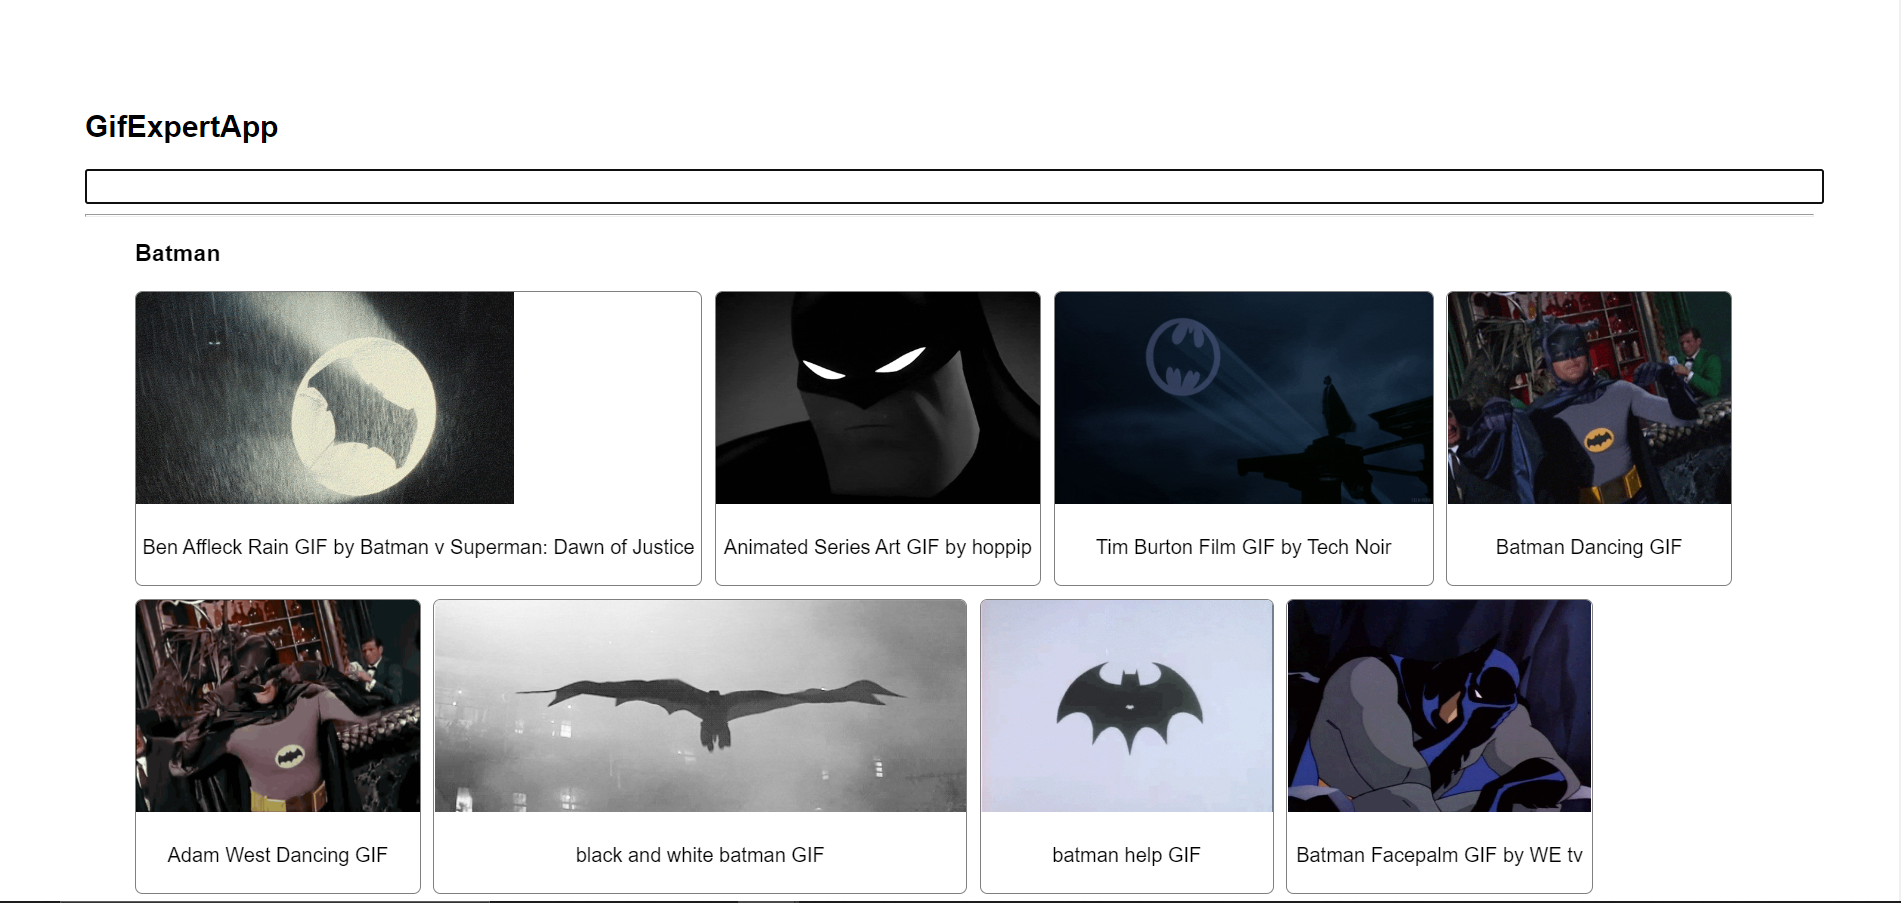 GifExpertApp
Batman
Ben Affleck Rain GIF by Batman v Superman: Dawn of Justice
Animated Series Art GIF by hoppip
Tim Burton Film GIF by Tech Noir
Batman Dancing GIF
Adam West Dancing GIF
black and white batman GIF
batman help GIF
Batman Facepalm GIF by WE tv